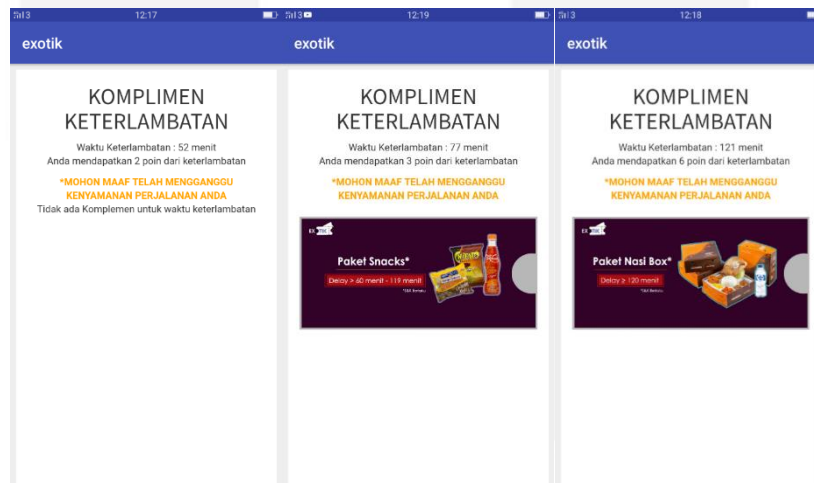 12:17
exotik
KOMPLIMEN
KETERLAMBATAN
Waktu Keterlambatan : 52 menit
Anda mendapatkan 2 poin dari keterlambatan
*MOHON MAAF TELAH MENGGANGGU
KENYAMANAN PERJALANAN ANDA
Tidak ada Komplemen untuk waktu keterlambatan
12:19
exotik
KOMPLIMEN
KETERLAMBATAN
Waktu Keterlambatan : 77 menit
Anda mendapatkan 3 poin dari keterlambatan
*MOHON MAAF TELAH MENGGANGGU
KENYAMANAN PERJALANAN ANDA
Paket Snacks*
Delay > 60 menit - 119 menit
12:18
exotik
KOMPLIMEN
KETERLAMBATAN
Waktu Keterlambatan : 121 menit
Anda mendapatkan 6 poin dari keterlambatan
*MOHON MAAF TELAH MENGGANGGU
KENYAMANAN PERJALANAN ANDA
Paket Nasi Box*
Delay ≥ 120 menit